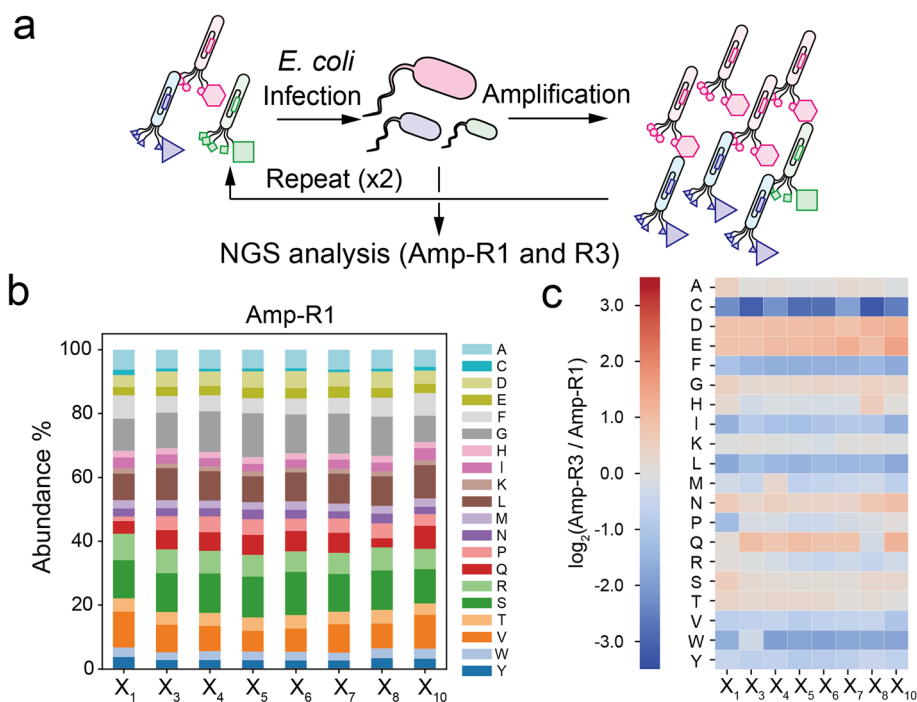 a
E. coli
Infection
Amplification
Repeat (x2)
NGS analysis (Amp-R1 and R3)
b
Amp-R1
Abundance %
100
80
60
40
20
0
X1
X3
X4
X5
X6
X7
X8
X10
A
C
D
E
F
G
H
I
K
L
M
N
P
Q
R
S
T
V
W
Y
c
log2(Amp-R3 / Amp-R1)
3.0
2.0
1.0
0.0
-1.0
-2.0
-3.0
A
C
D
E
F
G
H
I
K
L
M
N
P
Q
R
S
T
V
W
Y
X1
X3
X4
X5
X6
X7
X8
X10